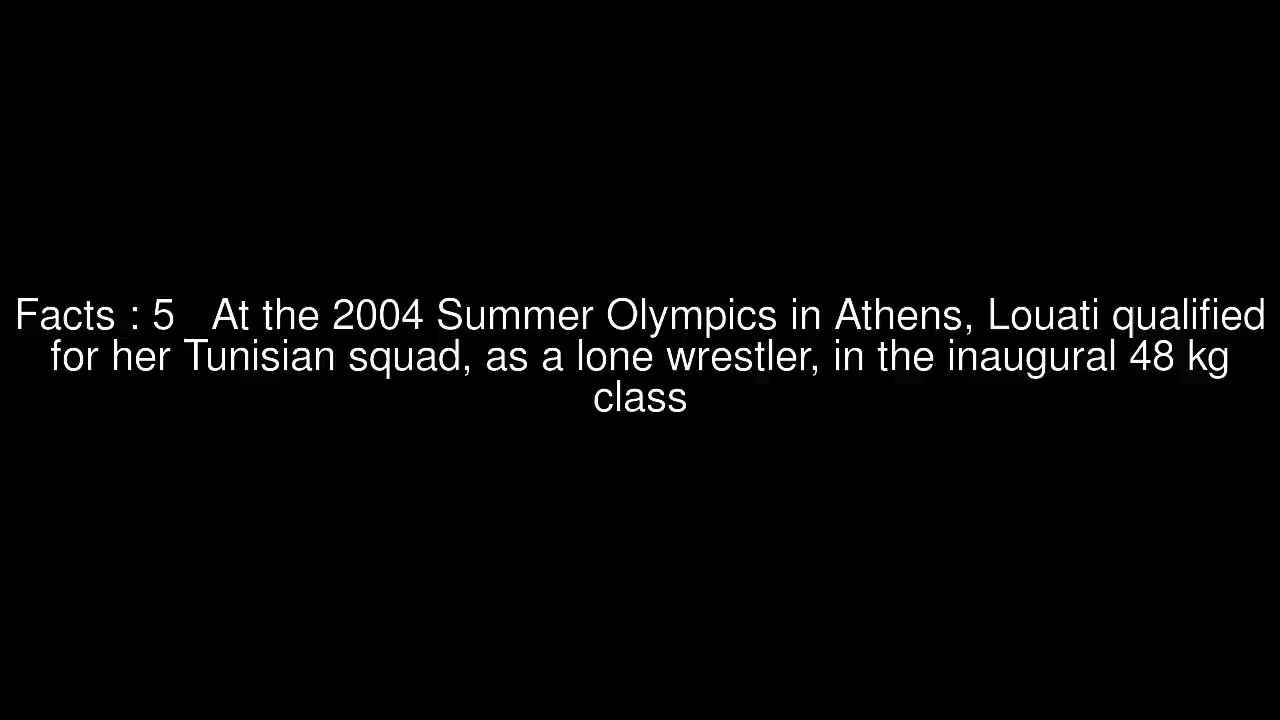 Facts : 5   At the 2004 Summer Olympics in Athens, Louati qualified
for her Tunisian squad, as a lone wrestler, in the inaugural 48 kg
class